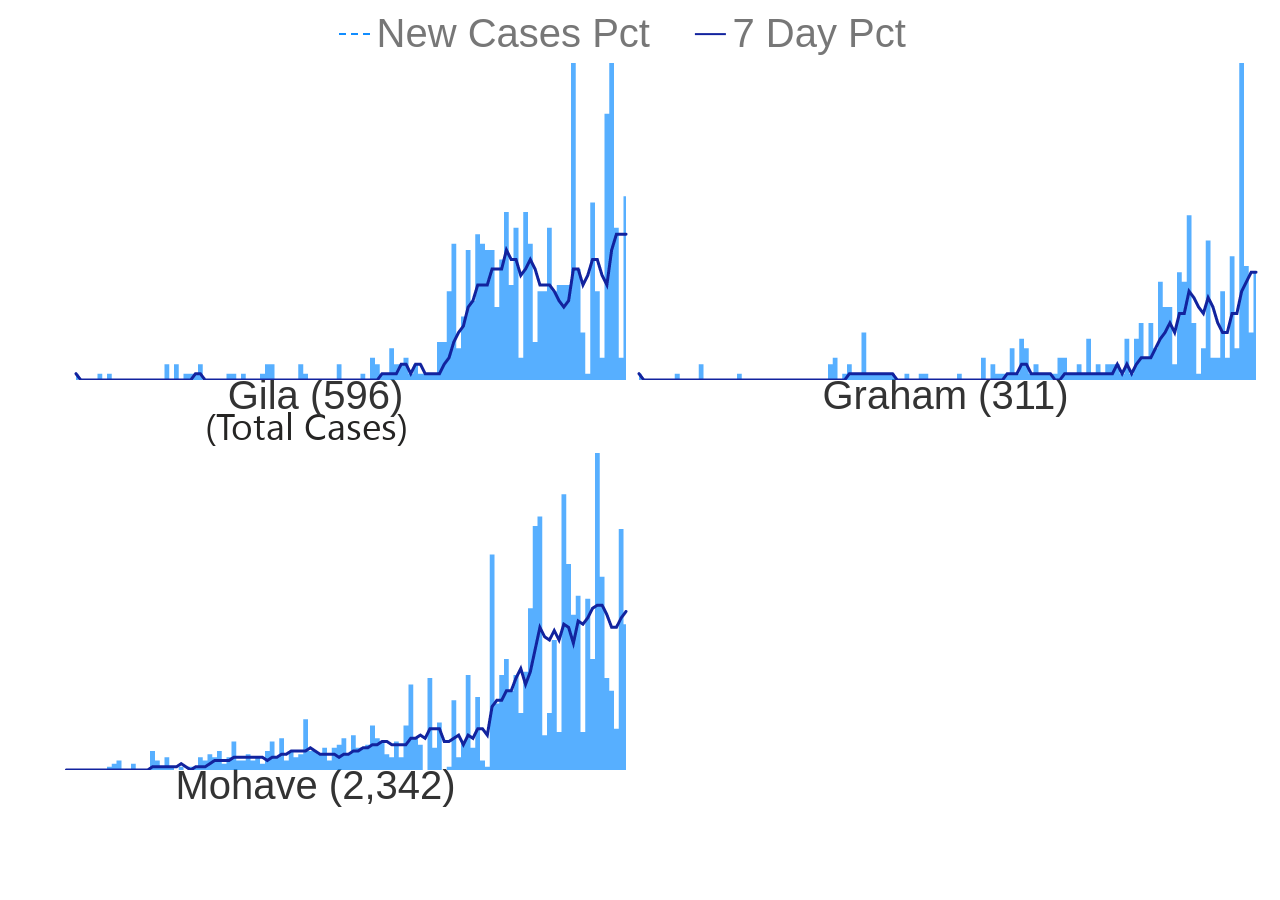 New Cases Pct 7 Day Pct
Gila (596) Graham (311)
(Total Cases)
Mohave (2,342)